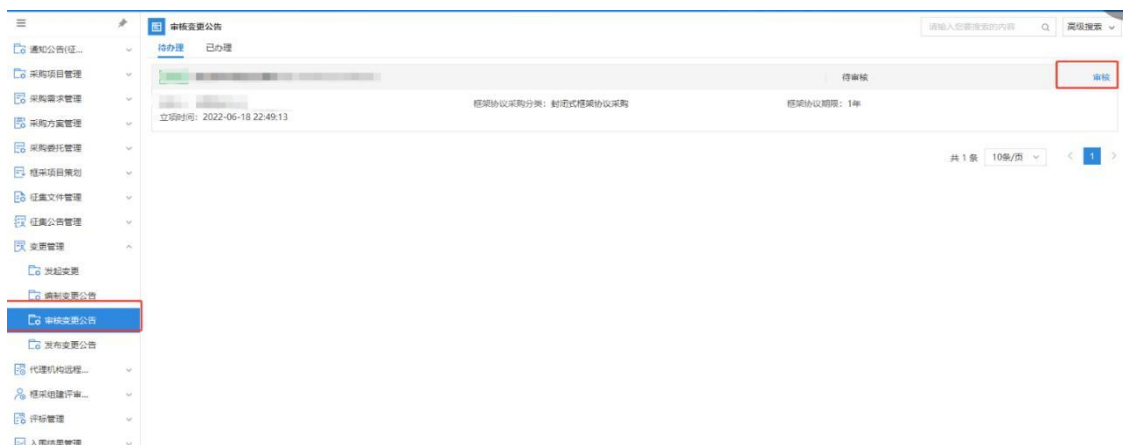 审核变更公告
请输入您要搜索的内容
高级搜索
待办理 已办理
通知公告(征...
采购项目管理
采购需求管理
采购方案管理
采购委托管理
框采项目策划
征集文件管理
征集公告管理
变更管理
发起变更
编制变更公告
审核变更公告
发布变更公告
代理机构远程...
框采组建评审...
评标管理
入围结果管理
待审核 审核
框架协议采购分类：封闭式框架协议采购 框架协议期限：1年
立项时间：2022-06-18 22:49:13
共 1 条 10条/页 1